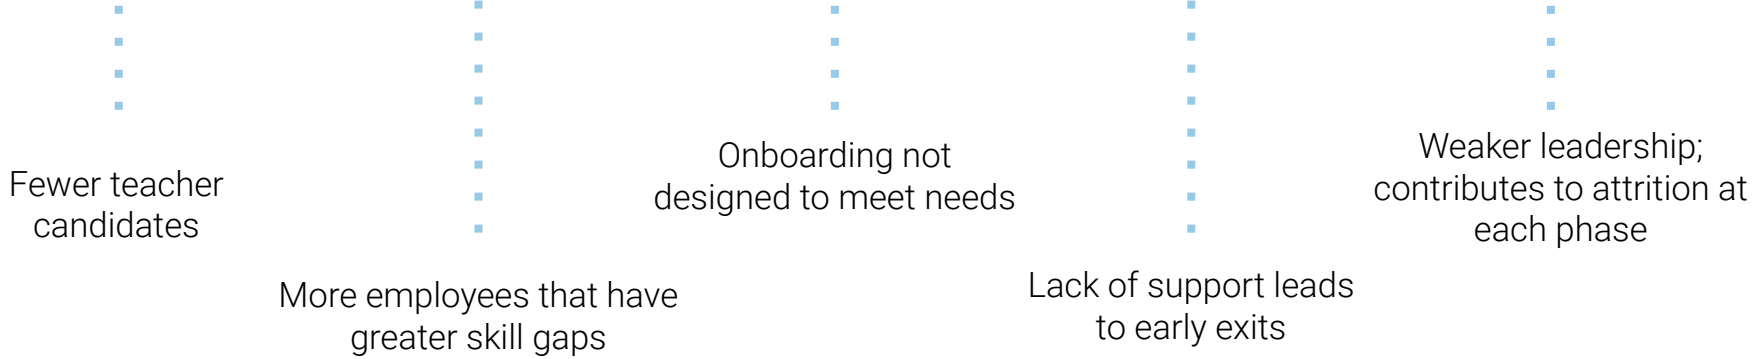 Fewer teacher
candidates
More employees that have
greater skill gaps
Onboarding not
designed to meet needs
Lack of support leads
to early exits
Weaker leadership;
contributes to attrition at
each phase